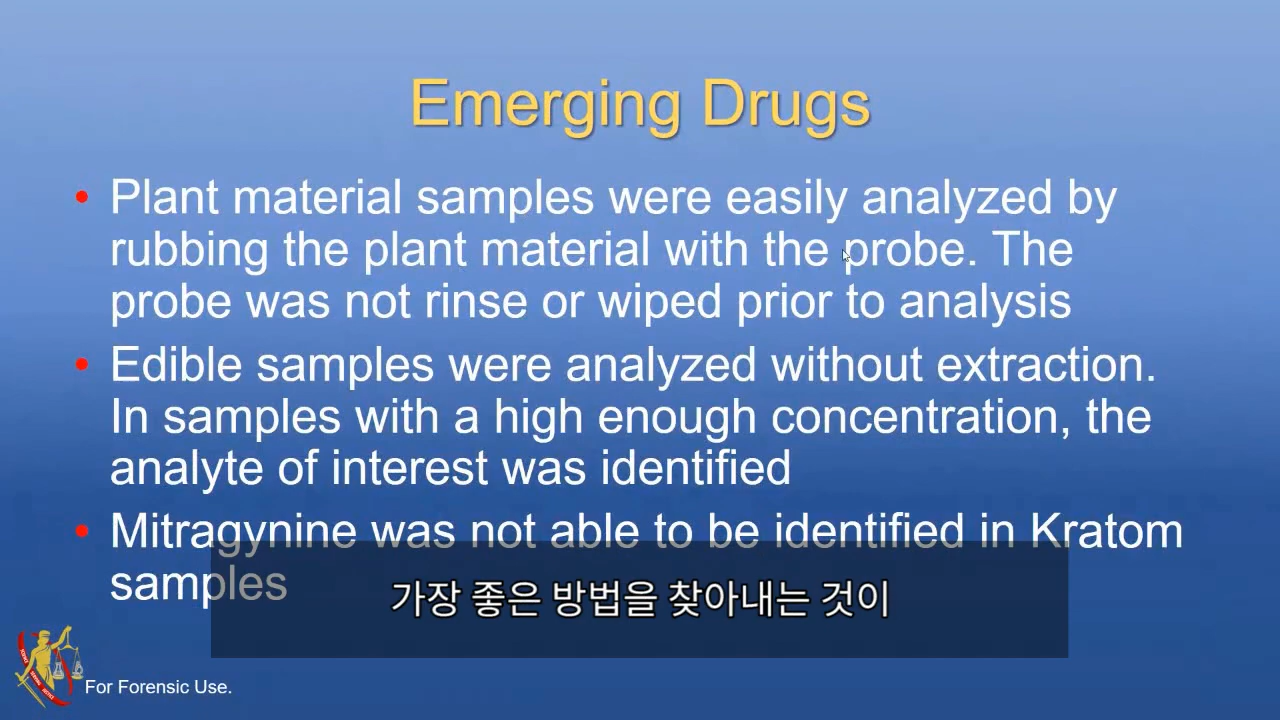 Emerging Drugs
• Plant material samples were easily analyzed by
rubbing the plant material with the probe. The
probe was not rinse or wiped prior to analysis
• Edible samples were analyzed without extraction.
In samples with a high enough concentration, the
analyte of interest was identified
• Mitragynine was not able to be identified in Kratom
samples
가장 좋은 방법을 찾아내는 것이
For Forensic Use.